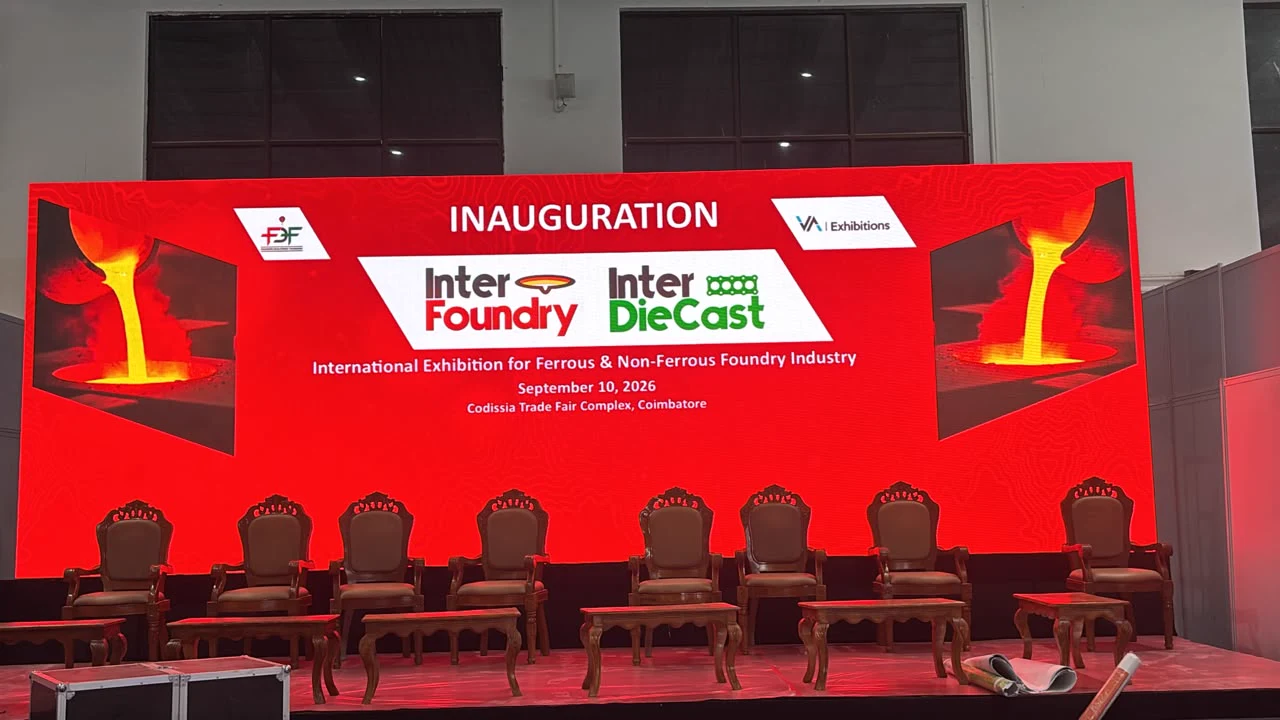 INAUGURATION
FDF
VA | Exhibitions
Inter Foundry
Inter DieCast
International Exhibition for Ferrous & Non-Ferrous Foundry Industry
September 10, 2026
Codissia Trade Fair Complex, Coimbatore